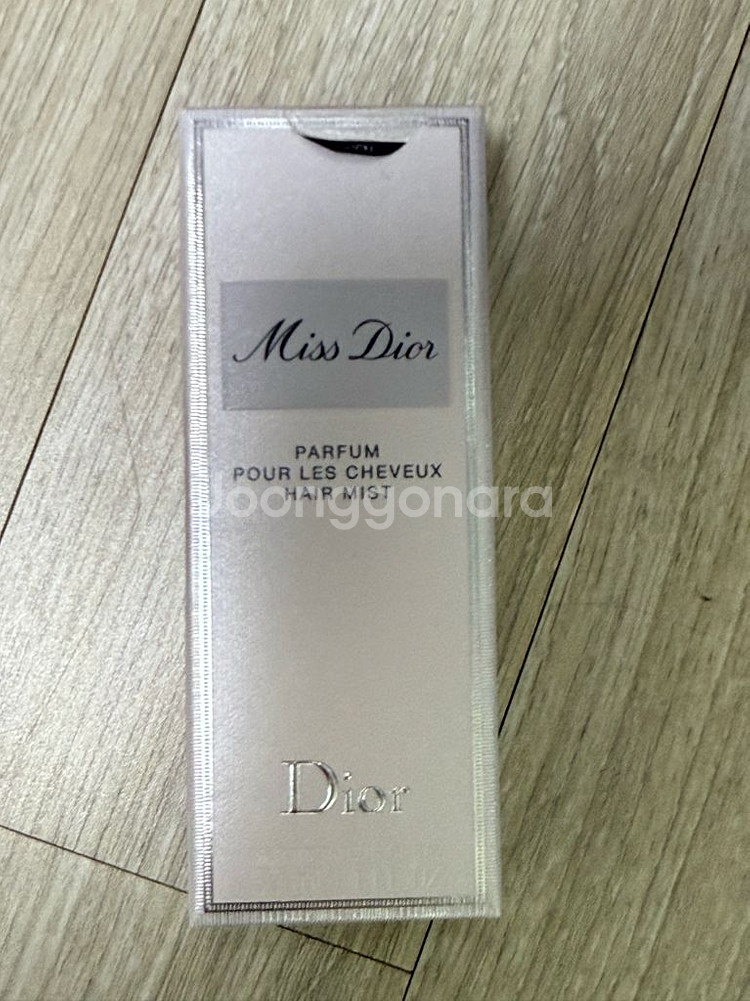 Miss Dior
PARFUM
POUR LES CHEVEUX
HAIR MIST
Joonggonara
Dior